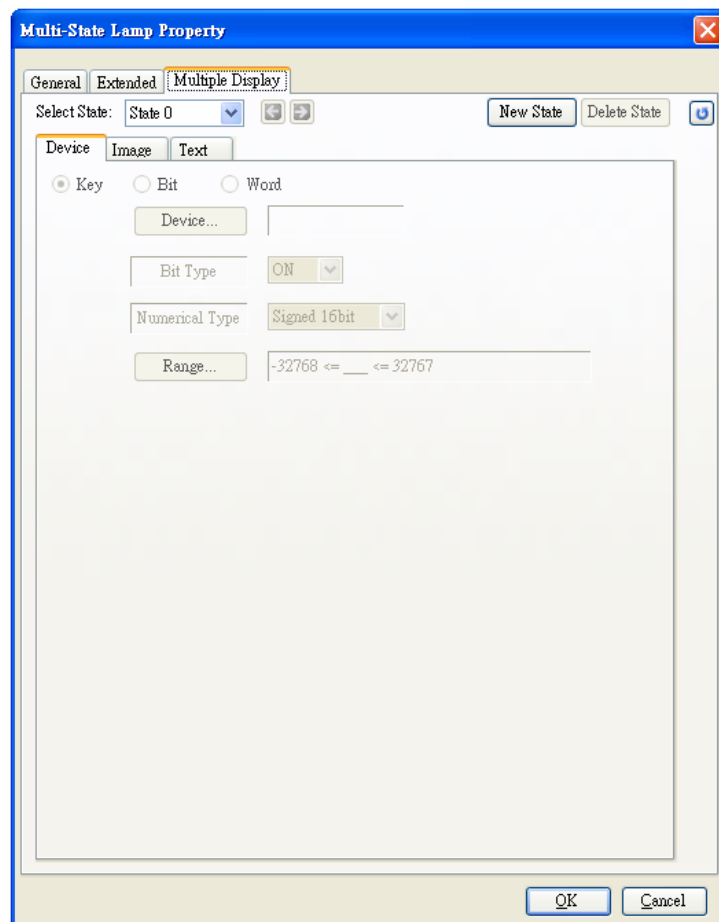 Multi-State Lamp Property
General Extended Multiple Display
Select State: State 0 New State Delete State
Device Image Text
Key Bit Word
Device...
Bit Type ON
Numerical Type Signed 16bit
Range... -32768 <= ___ <= 32767
OK Cancel